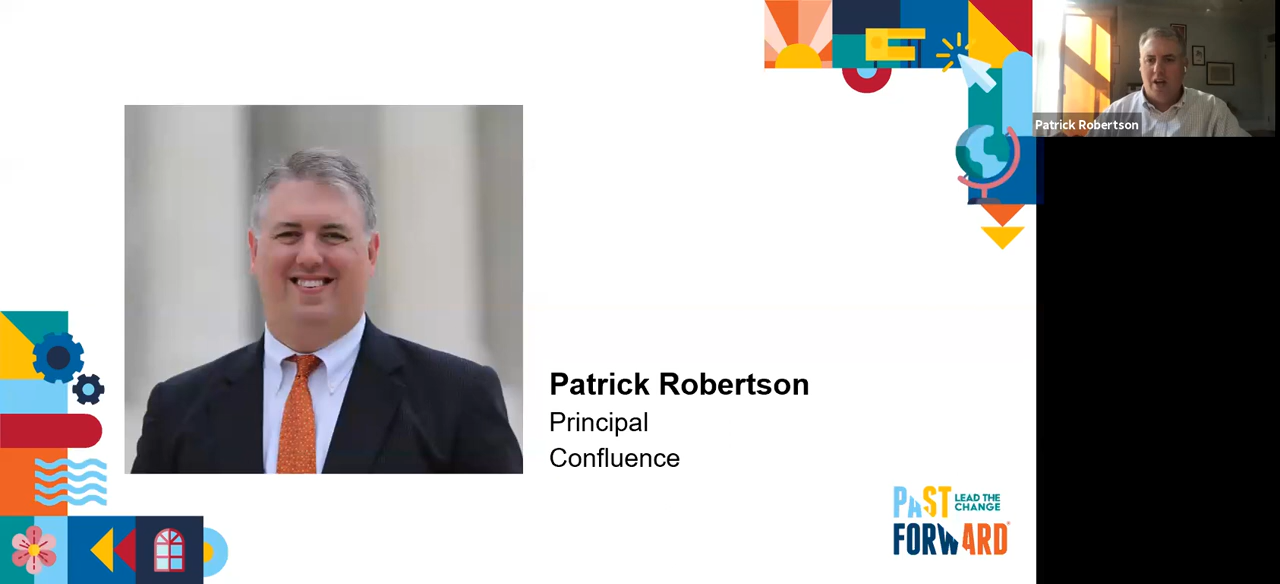 Patrick Robertson
Patrick Robertson
Principal
Confluence
PAST LEAD THE CHANGE
FORWARD